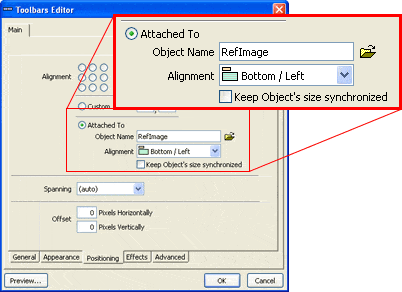 Toolbars Editor
Main
Attached To
Object Name RefImage
Alignment Bottom / Left
Keep Object's size synchronized
Alignment
Custom
Attached To
Object Name RefImage
Alignment Bottom / Left
Keep Object's size synchronized
Spanning (auto)
Offset 0 Pixels Horizontally
0 Pixels Vertically
General Appearance Positioning Effects Advanced
Preview... OK Cancel